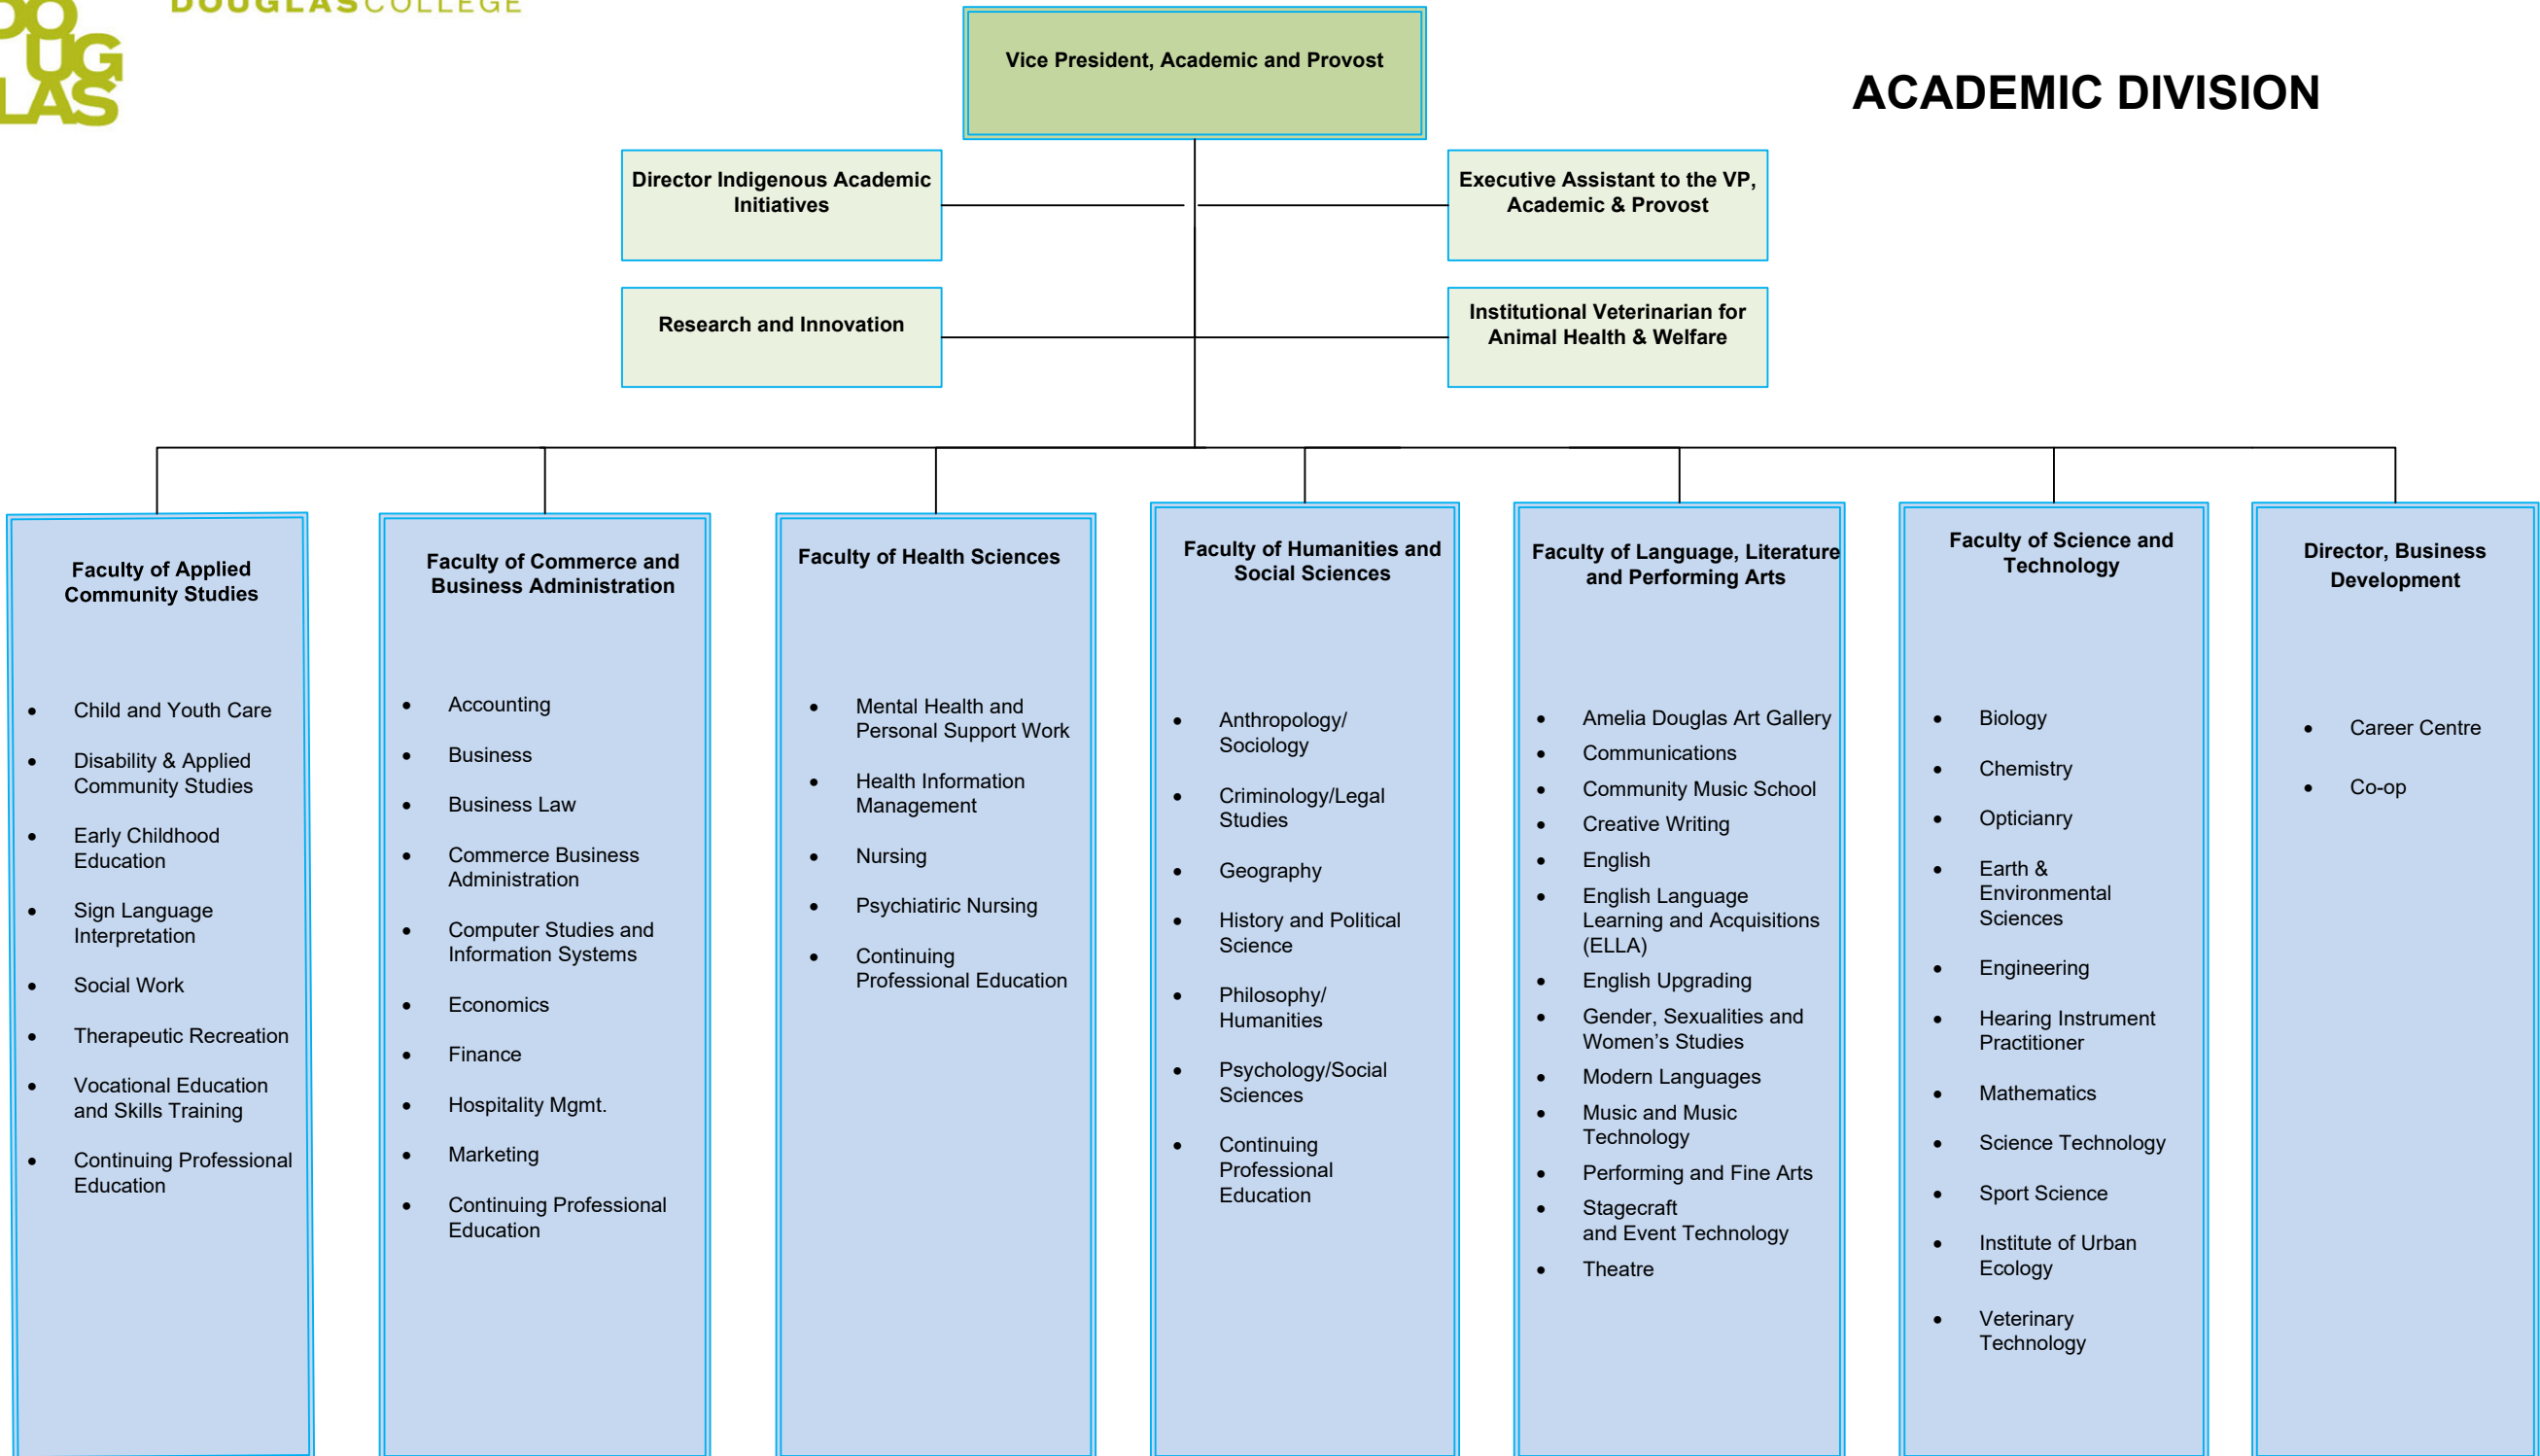 DO
UG
LAS
DOUGLASCOLLEGE
Vice President, Academic and Provost
ACADEMIC DIVISION
Director Indigenous Academic
Initiatives
Executive Assistant to the VP,
Academic & Provost
Research and Innovation
Institutional Veterinarian for
Animal Health & Welfare
Faculty of Applied
Community Studies
• Child and Youth Care
• Disability & Applied
Community Studies
• Early Childhood
Education
• Sign Language
Interpretation
• Social Work
• Therapeutic Recreation
• Vocational Education
and Skills Training
• Continuing Professional
Education
Faculty of Commerce and
Business Administration
• Accounting
• Business
• Business Law
• Commerce Business
Administration
• Computer Studies and
Information Systems
• Economics
• Finance
• Hospitality Mgmt.
• Marketing
• Continuing Professional
Education
Faculty of Health Sciences
• Mental Health and
Personal Support Work
• Health Information
Management
• Nursing
• Psychiatiric Nursing
• Continuing
Professional Education
Faculty of Humanities and
Social Sciences
• Anthropology/
Sociology
• Criminology/Legal
Studies
• Geography
• History and Political
Science
• Philosophy/
Humanities
• Psychology/Social
Sciences
• Continuing
Professional
Education
Faculty of Language, Literature
and Performing Arts
• Amelia Douglas Art Gallery
• Communications
• Community Music School
• Creative Writing
• English
• English Language
Learning and Acquisitions
(ELLA)
• English Upgrading
• Gender, Sexualities and
Women’s Studies
• Modern Languages
• Music and Music
Technology
• Performing and Fine Arts
• Stagecraft
and Event Technology
• Theatre
Faculty of Science and
Technology
• Biology
• Chemistry
• Opticianry
• Earth &
Environmental
Sciences
• Engineering
• Hearing Instrument
Practitioner
• Mathematics
• Science Technology
• Sport Science
• Institute of Urban
Ecology
• Veterinary
Technology
Director, Business
Development
• Career Centre
• Co-op